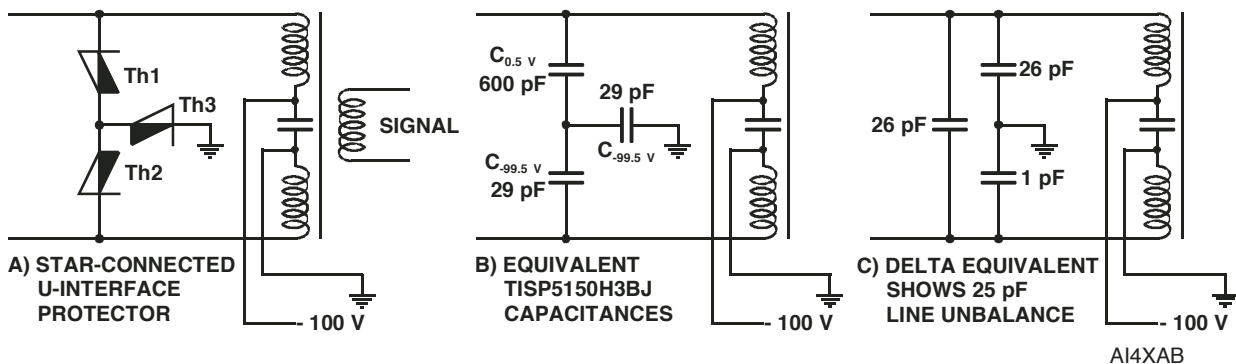 Th1
Th3
Th2
SIGNAL
- 100 V
A) STAR-CONNECTED
U-INTERFACE
PROTECTOR
C0.5 V
600 pF
29 pF
C-99.5 V
C-99.5 V
29 pF
- 100 V
B) EQUIVALENT
TISP5150H3BJ
CAPACITANCES
26 pF
26 pF
1 pF
- 100 V
C) DELTA EQUIVALENT
SHOWS 25 pF
LINE UNBALANCE
AI4XAB